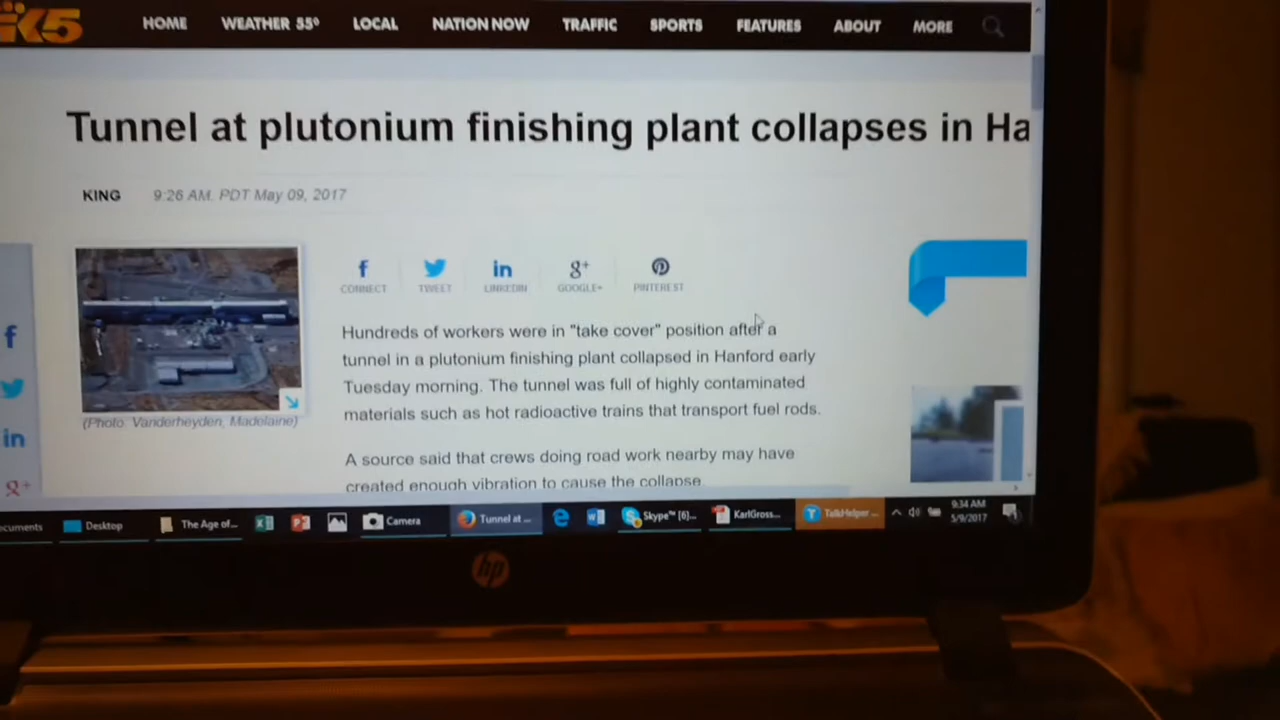 K5
HOME WEATHER 55° LOCAL NATION NOW TRAFFIC SPORTS FEATURES ABOUT MORE
Tunnel at plutonium finishing plant collapses in Ha
KING 9:26 AM. PDT May 09, 2017
CONNECT TWEET LINKEDIN GOOGLE+ PINTEREST
Hundreds of workers were in "take cover" position after a
tunnel in a plutonium finishing plant collapsed in Hanford early
Tuesday morning. The tunnel was full of highly contaminated
materials such as hot radioactive trains that transport fuel rods.
(Photo: Vanderheyden, Madelaine)
A source said that crews doing road work nearby may have
created enough vibration to cause the collapse.
ocuments Desktop The Age of... Camera Tunnel at ... Skype™ [6]... KarlGross... TalkHelper ... 9:34 AM
5/9/2017
hp